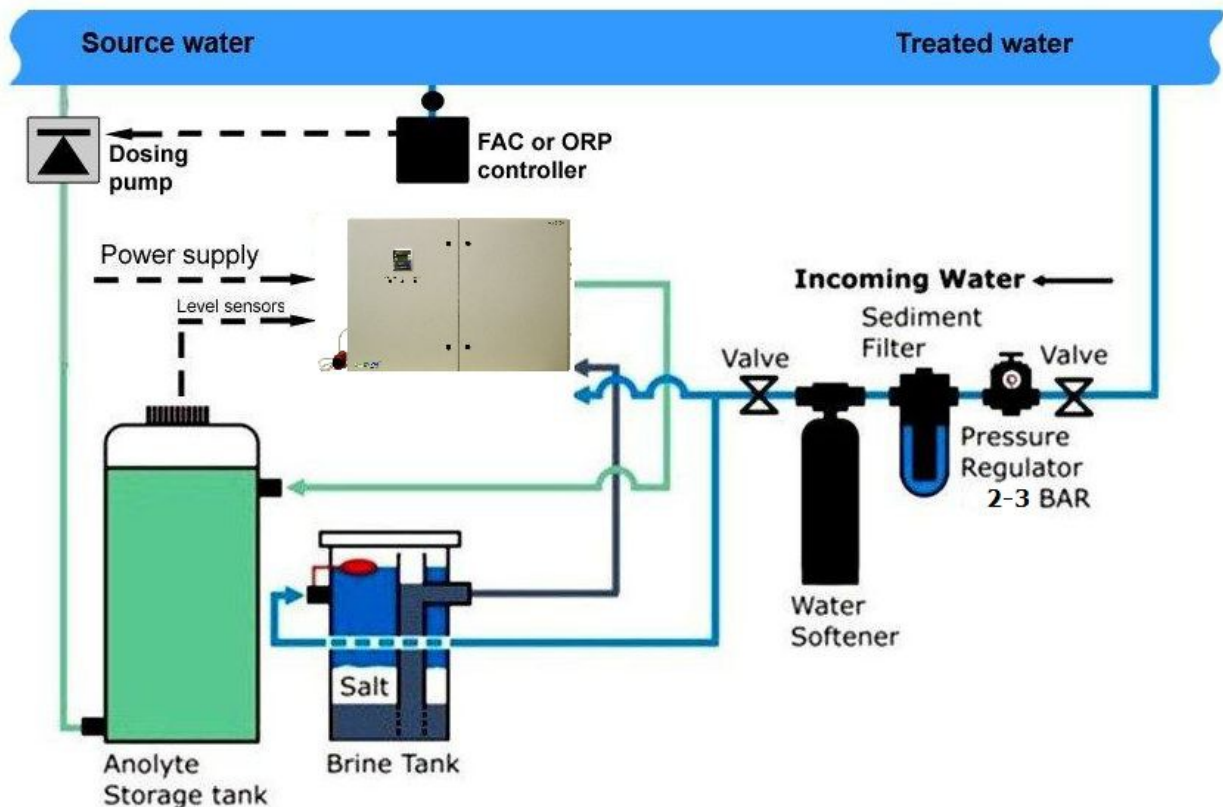 Source water
Treated water
Dosing
pump
FAC or ORP
controller
Power supply
Level sensors
Incoming Water
Sediment
Filter
Valve
Valve
Pressure
Regulator
2-3 BAR
Water
Softener
Salt
Brine Tank
Anolyte
Storage tank